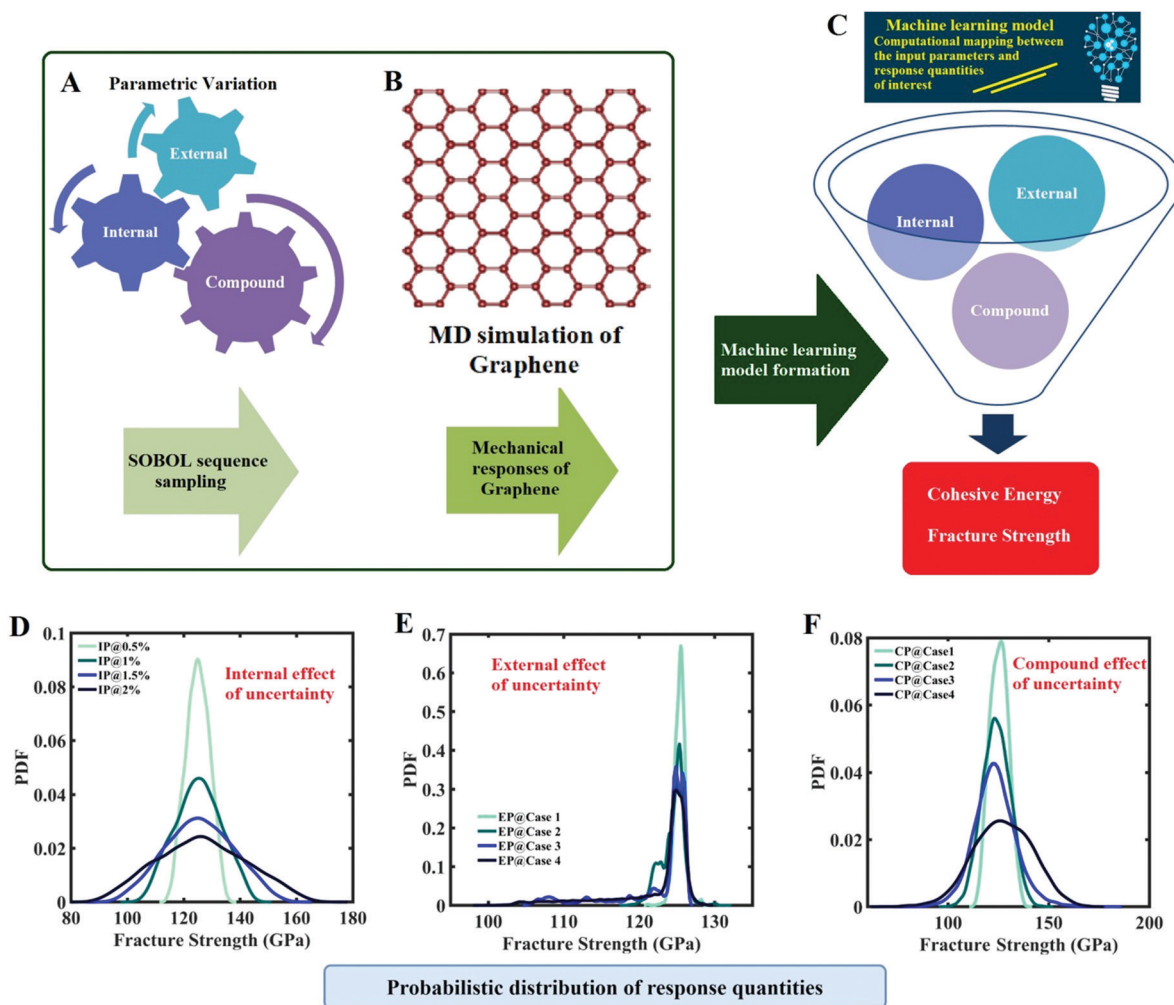 A
Parametric Variation
External
Internal
Compound
SOBOL sequence
sampling
B
MD simulation of
Graphene
Mechanical
responses of
Graphene
Machine learning
model formation
C
Machine learning model
Computational mapping between
the input parameters and
response quantities
of interest
Internal
External
Compound
Cohesive Energy
Fracture Strength
D
0.1
0.08
0.06
0.04
0.02
0
PDF
IP@0.5%
IP@1%
IP@1.5%
IP@2%
Internal effect
of uncertainty
80 100 120 140 160 180
Fracture Strength (GPa)
E
0.7
0.6
0.5
0.4
0.3
0.2
0.1
0
PDF
External effect
of uncertainty
EP@Case 1
EP@Case 2
EP@Case 3
EP@Case 4
100 110 120 130
Fracture Strength (GPa)
F
0.08
0.06
0.04
0.02
0
PDF
CP@Case1
CP@Case2
CP@Case3
CP@Case4
Compound effect
of uncertainty
100 150 200
Fracture Strength (GPa)
Probabilistic distribution of response quantities